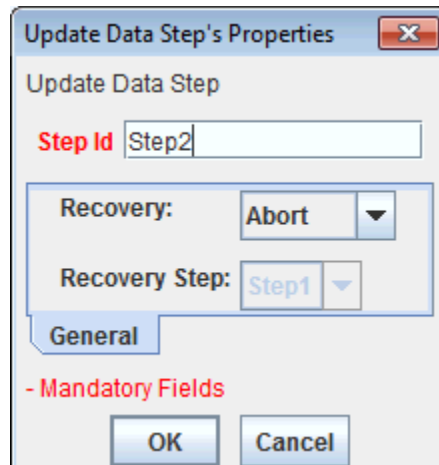 Update Data Step's Properties
Update Data Step
Step Id Step2
Recovery: Abort
Recovery Step: Step1
General
- Mandatory Fields
OK Cancel